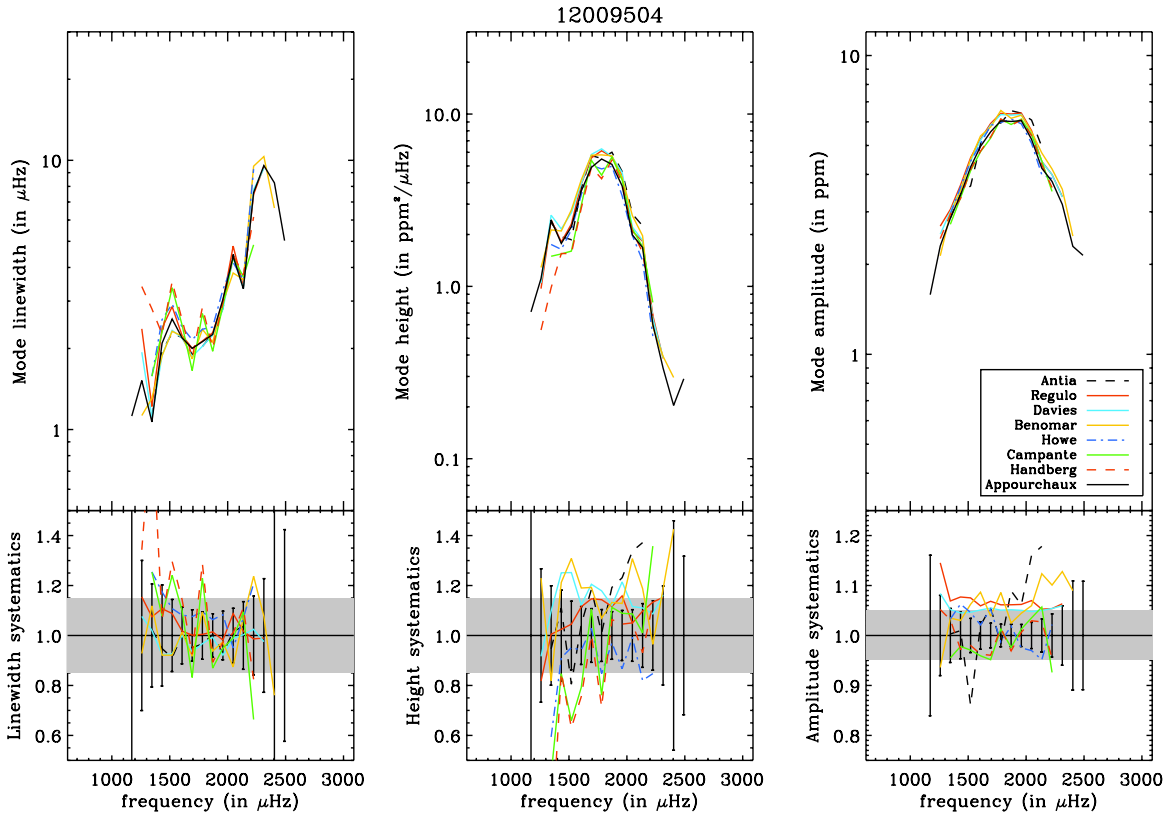 12009504
Mode linewidth (in μHz)
10
1
Mode height (in ppm²/μHz)
10.0
1.0
0.1
Mode amplitude (in ppm)
10
1
Antia
Regulo
Davies
Benomar
Howe
Campante
Handberg
Appourchaux
Linewidth systematics
1.4
1.2
1.0
0.8
0.6
1000 1500 2000 2500 3000
frequency (in μHz)
Height systematics
1.4
1.2
1.0
0.8
0.6
1000 1500 2000 2500 3000
frequency (in μHz)
Amplitude systematics
1.2
1.1
1.0
0.9
0.8
1000 1500 2000 2500 3000
frequency (in μHz)